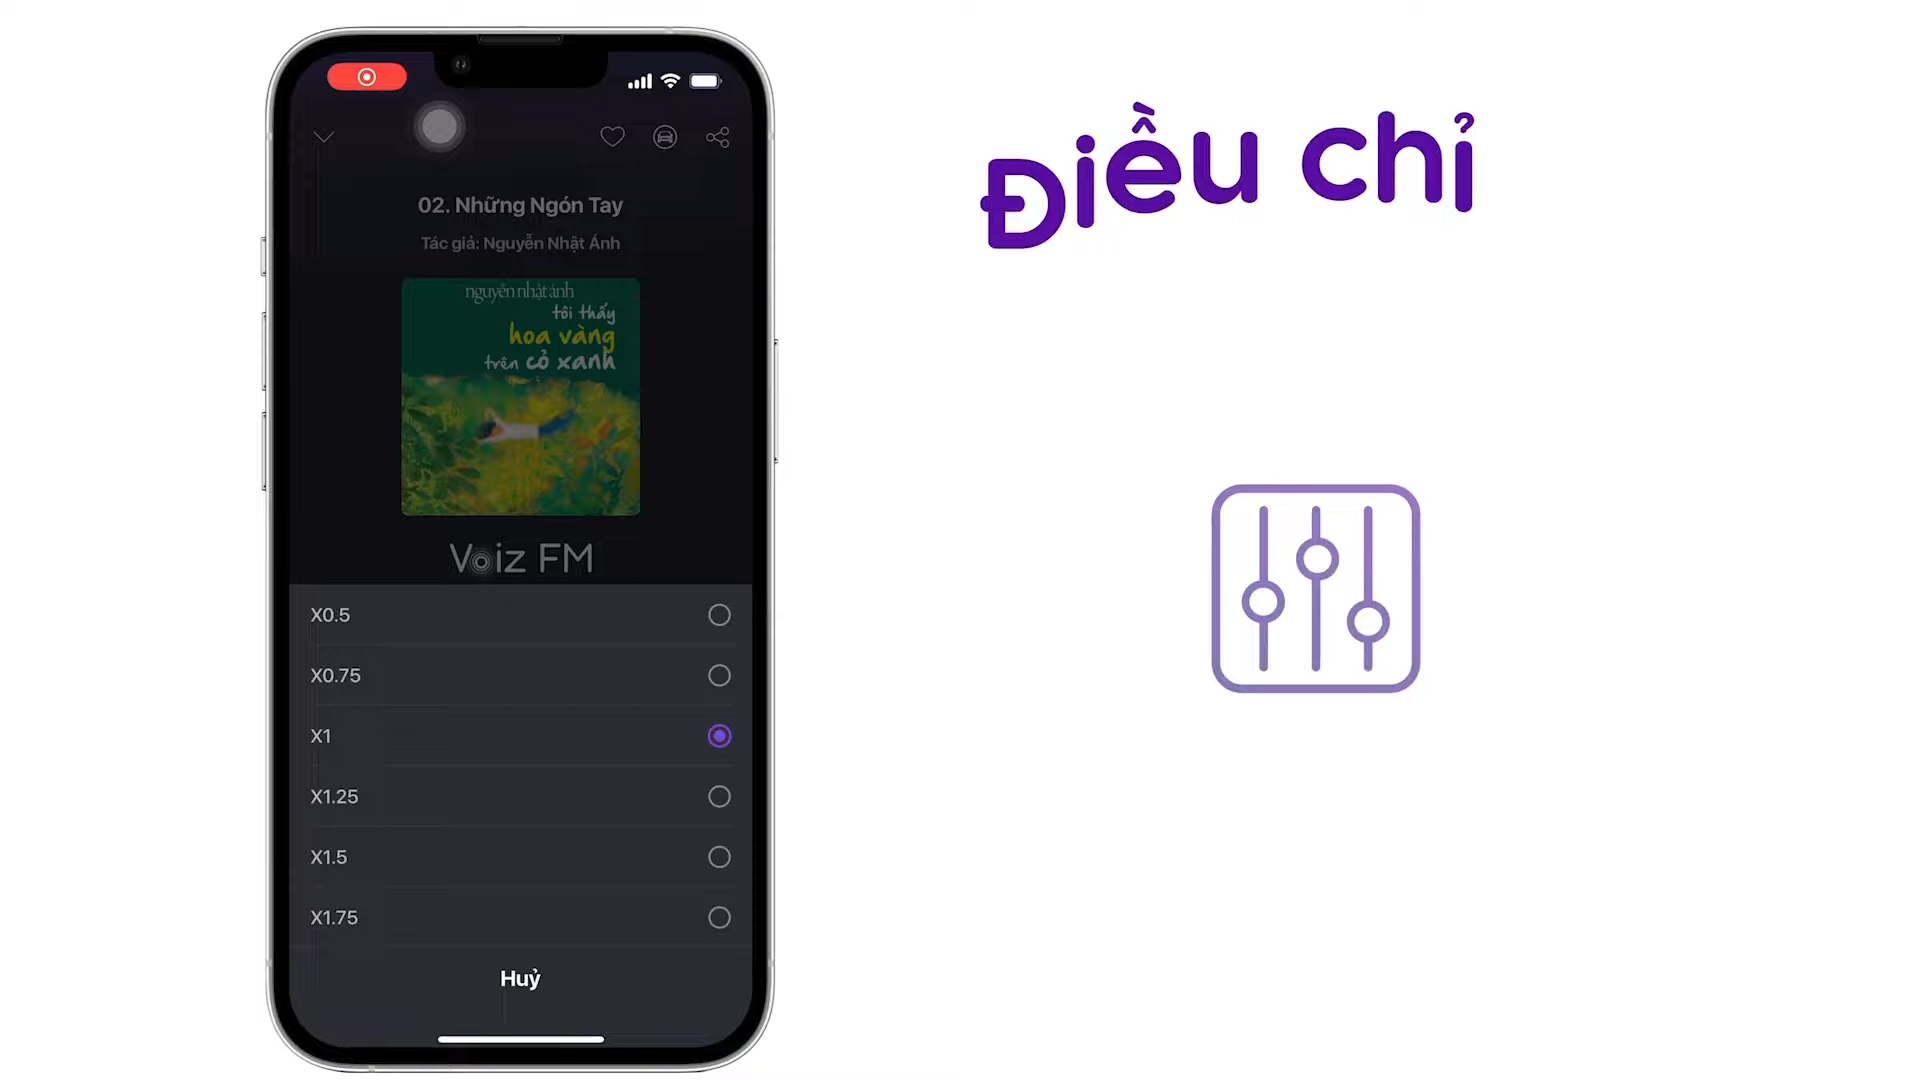 02. Những Ngón Tay
Tác giả: Nguyễn Nhật Ánh
nguyễn nhật ánh
tôi thấy
hoa vàng
trên cỏ xanh
Voiz FM
X0.5
X0.75
X1
X1.25
X1.5
X1.75
Huỷ
Điều chỉ